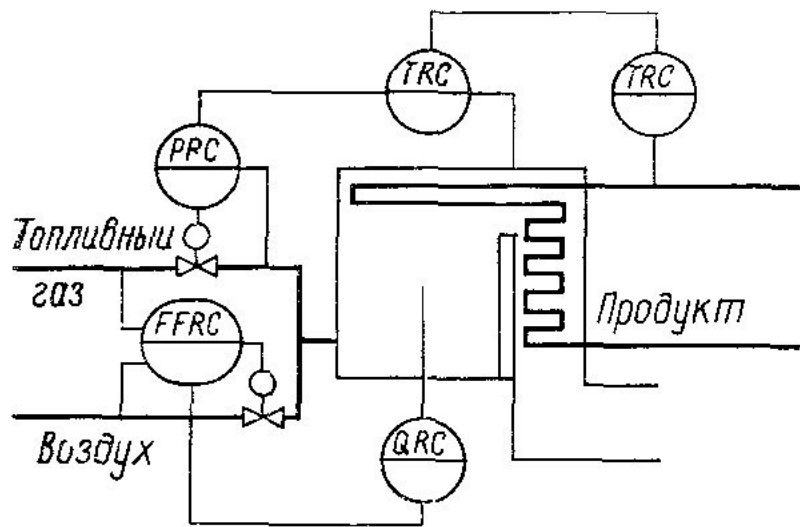 TRC
TRC
PRC
Топливный
газ
FFRC
Продукт
Воздух
QRC